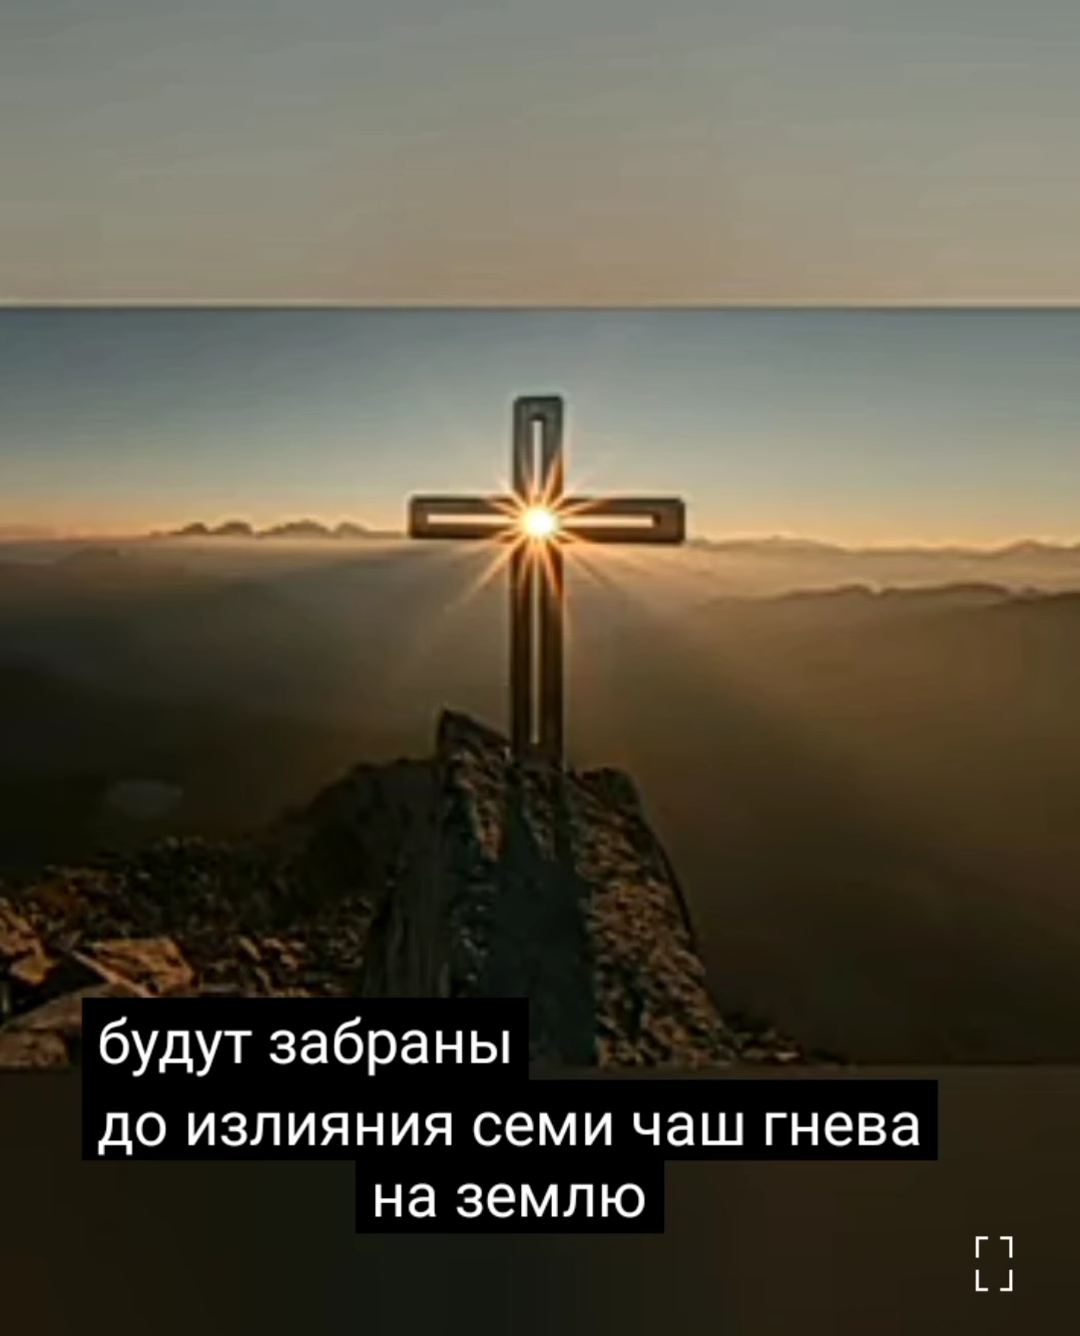 будут забраны
до излияния семи чаш гнева
на землю